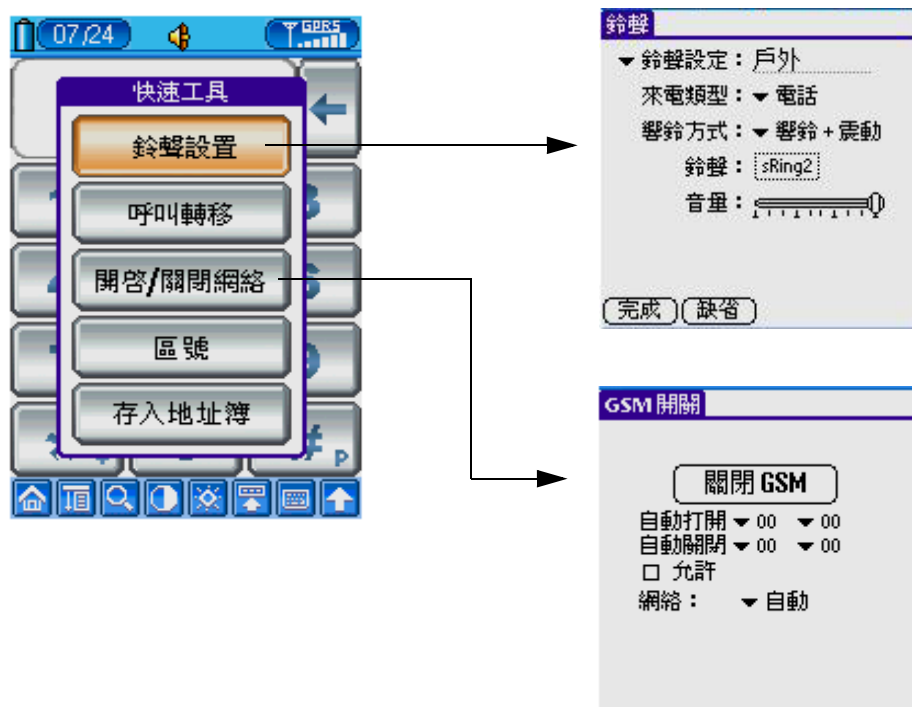 07/24 GPRS
快速工具
鈴聲設置
呼叫轉移
開啓/關閉網絡
區號
存入地址簿
# P
鈴聲
鈴聲設定：戶外
來電類型：電話
響鈴方式：響鈴+震動
鈴聲：sRing2
音量：
完成 缺省
GSM 開關
關閉 GSM
自動打開 00 00
自動關閉 00 00
允許
網絡： 自動